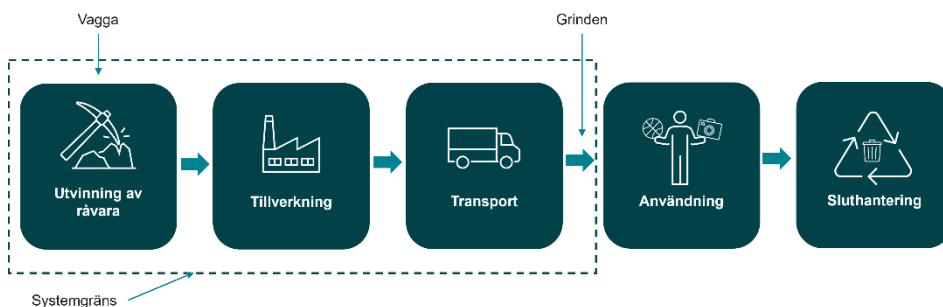 Vagga
Grinden
Utvinning av
råvara
Tillverkning
Transport
Användning
Sluthantering
Systemgräns